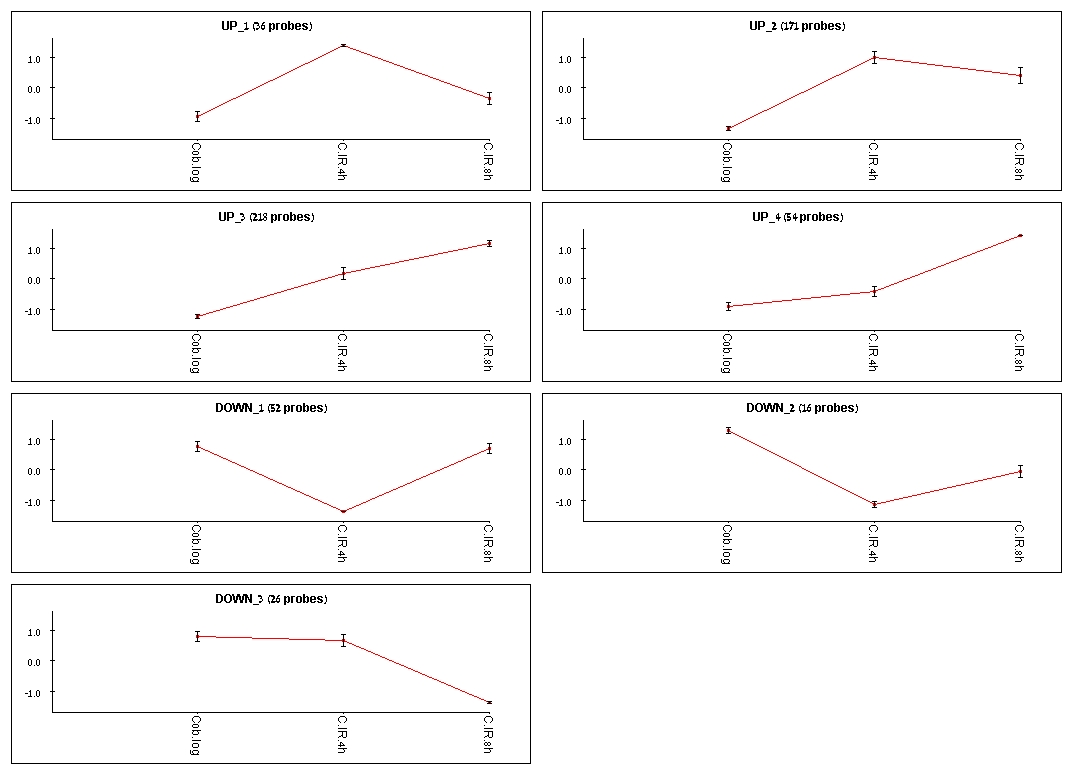 UP_1 (36 probes)
1.0
0.0
-1.0
Cob.log
C.IR.4h
C.IR.8h
UP_2 (171 probes)
1.0
0.0
-1.0
Cob.log
C.IR.4h
C.IR.8h
UP_3 (218 probes)
1.0
0.0
-1.0
Cob.log
C.IR.4h
C.IR.8h
UP_4 (54 probes)
1.0
0.0
-1.0
Cob.log
C.IR.4h
C.IR.8h
DOWN_1 (52 probes)
1.0
0.0
-1.0
Cob.log
C.IR.4h
C.IR.8h
DOWN_2 (16 probes)
1.0
0.0
-1.0
Cob.log
C.IR.4h
C.IR.8h
DOWN_3 (26 probes)
1.0
0.0
-1.0
Cob.log
C.IR.4h
C.IR.8h